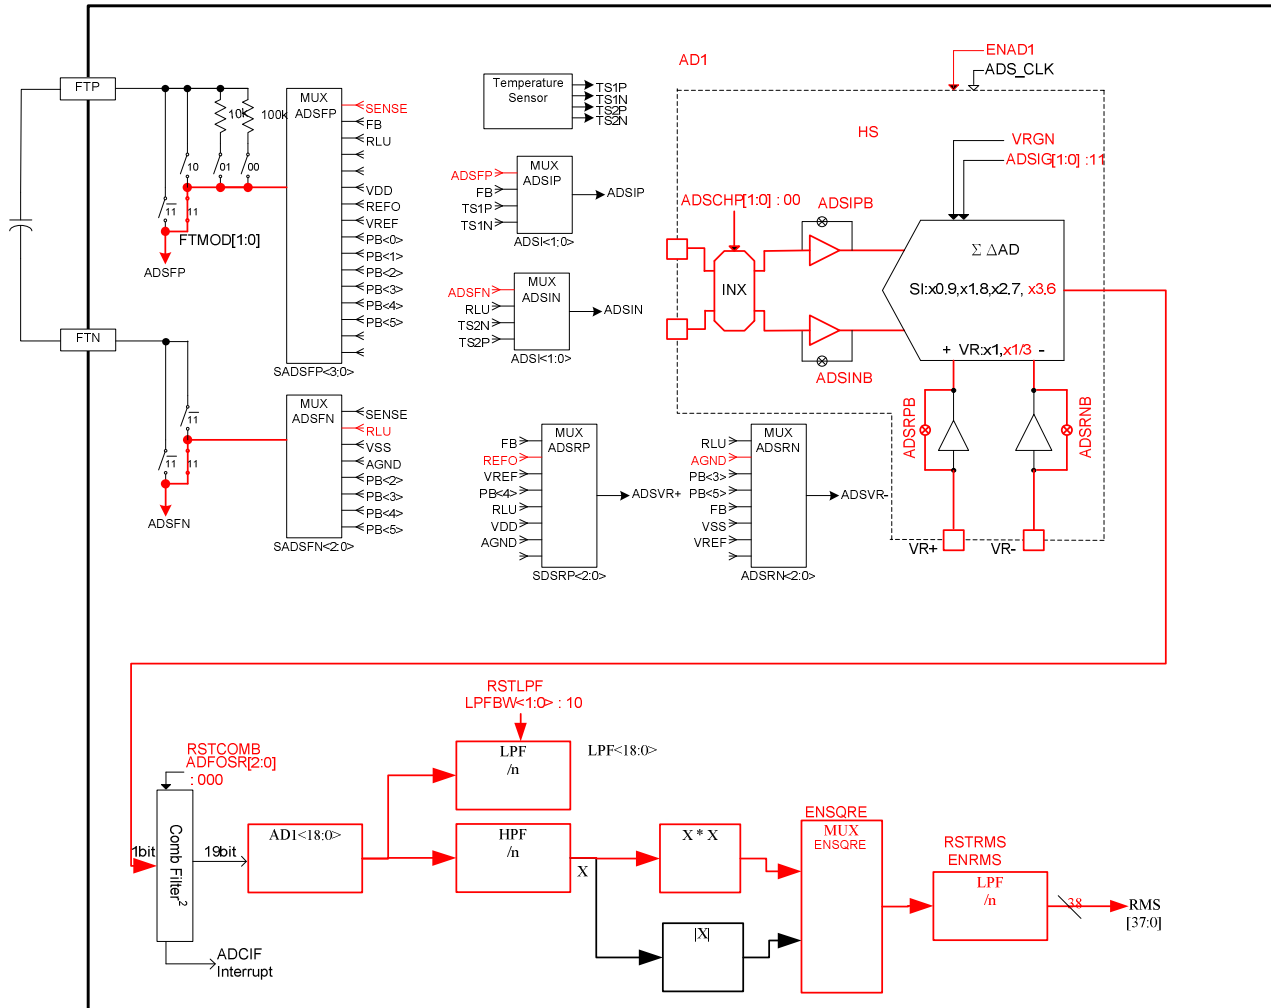 FTP
10k
100k
10
01
00
11
11
FTMOD[1:0]
ADSFP
MUX
ADSFP
SENSE
FB
RLU
VDD
REFO
VREF
PB<0>
PB<1>
PB<2>
PB<3>
PB<4>
PB<5>
SADSFP<3;0>
FTN
11
11
11
ADSFN
MUX
ADSFN
SENSE
RLU
VSS
AGND
PB<2>
PB<3>
PB<4>
PB<5>
SADSFN<2:0>
Temperature
Sensor
TS1P
TS1N
TS2P
TS2N
MUX
ADSIP
ADSFP
FB
TS1P
TS1N
ADSIP
ADSI<1:0>
MUX
ADSIN
ADSFN
RLU
TS2N
TS2P
ADSIN
ADSI<1:0>
MUX
ADSRP
FB
REFO
VREF
PB<4>
RLU
VDD
AGND
ADSVR+
SDSRP<2:0>
MUX
ADSRN
RLU
AGND
PB<3>
PB<5>
FB
VSS
VREF
ADSVR-
ADSRN<2:0>
AD1
ENAD1
ADS_CLK
HS
VRGN
ADSIG[1:0] :11
ADSCHP[1:0] : 00
INX
ADSIPB
ADSINB
Σ ΔAD
SI:x0.9,x1.8,x2.7, x3.6
+ VR:x1,x1/3 -
ADSRPB
ADSRNB
VR+
VR-
RSTCOMB
ADFOSR[2:0]
: 000
1bit
Comb Filter2
19bit
ADCIF
Interrupt
AD1<18:0>
RSTLPF
LPFBW<1:0> : 10
LPF
/n
LPF<18:0>
HPF
/n
X
X * X
|X|
ENSQRE
MUX
ENSQRE
RSTRMS
ENRMS
LPF
/n
38
RMS
[37:0]